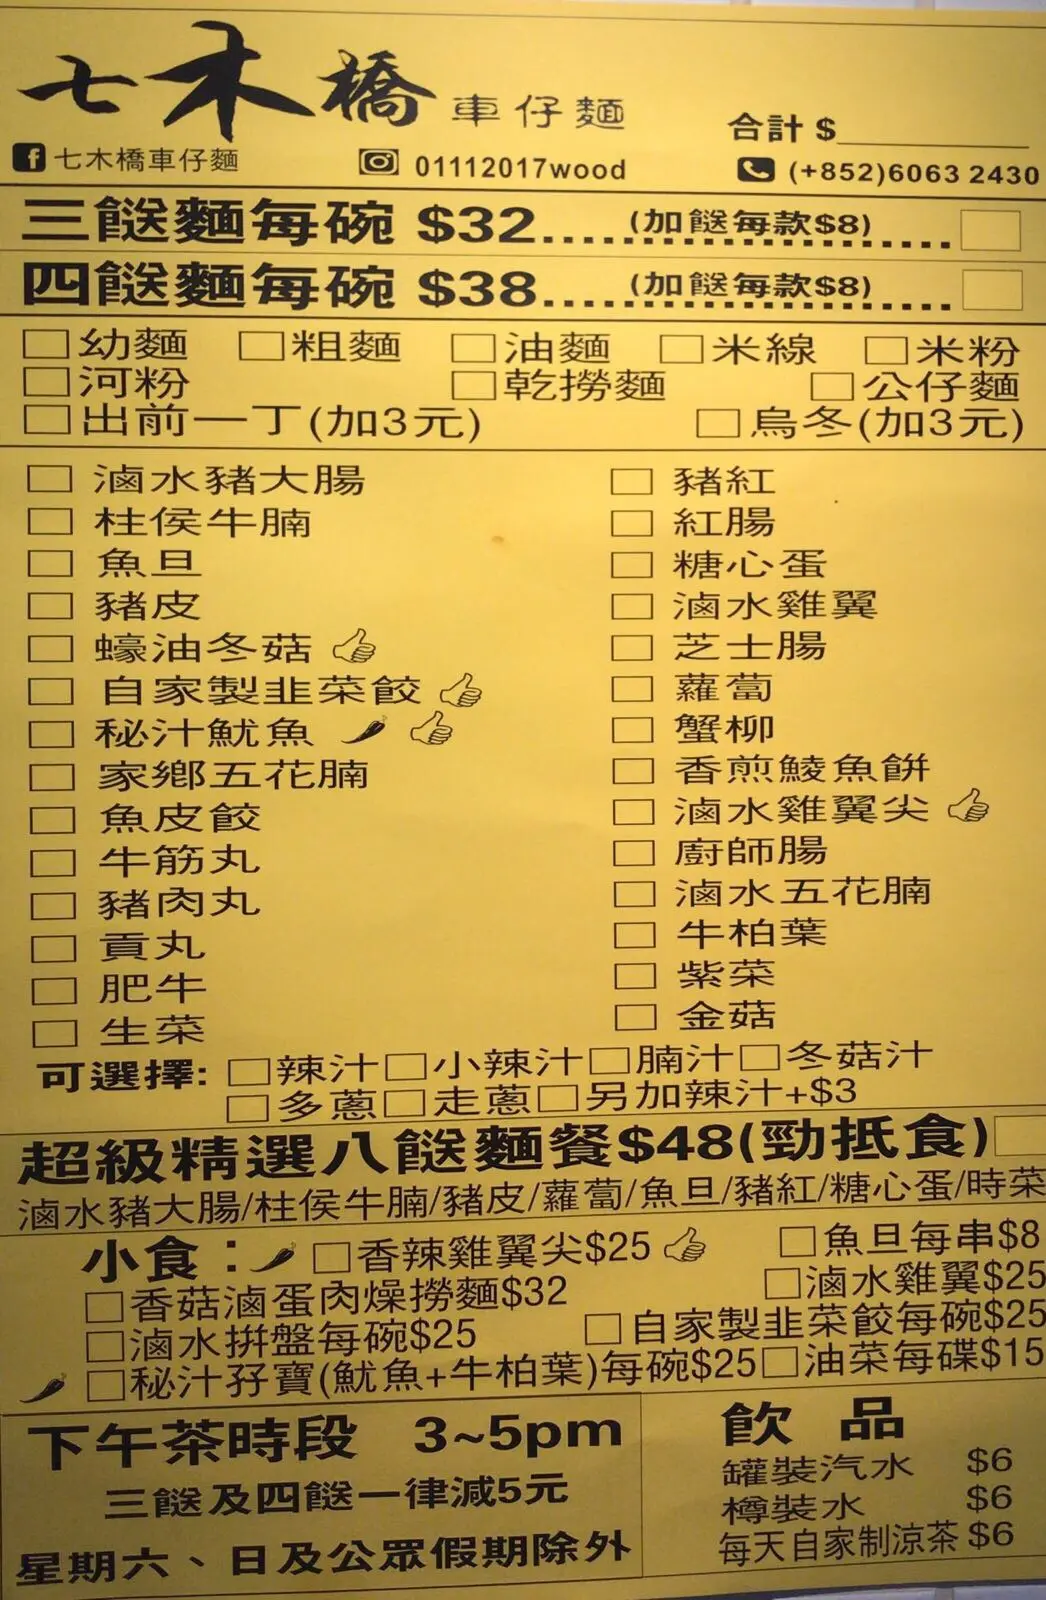 七木橋 車仔麵
合計 $
七木橋車仔麵 01112017wood (+852)6063 2430
三餸麵每碗 $32 (加餸每款$8)
四餸麵每碗 $38 (加餸每款$8)
幼麵 粗麵 油麵 米線 米粉
河粉 乾撈麵 公仔麵
出前一丁(加3元) 烏冬(加3元)
滷水豬大腸 豬紅
柱侯牛腩 紅腸
魚旦 糖心蛋
豬皮 滷水雞翼
蠔油冬菇 芝士腸
自家製韭菜餃 蘿蔔
秘汁魷魚 蟹柳
家鄉五花腩 香煎鯪魚餅
魚皮餃 滷水雞翼尖
牛筋丸 廚師腸
豬肉丸 滷水五花腩
貢丸 牛柏葉
肥牛 紫菜
生菜 金菇
可選擇: 辣汁 小辣汁 腩汁 冬菇汁
多蔥 走蔥 另加辣汁+$3
超級精選八餸麵餐$48(勁抵食)
滷水豬大腸/柱侯牛腩/豬皮/蘿蔔/魚旦/豬紅/糖心蛋/時菜
小食: 香辣雞翼尖$25 魚旦每串$8
香菇滷蛋肉燥撈麵$32 滷水雞翼$25
滷水拼盤每碗$25 自家製韭菜餃每碗$25
秘汁孖寶(魷魚+牛柏葉)每碗$25 油菜每碟$15
下午茶時段 3~5pm
三餸及四餸一律減5元
星期六、日及公眾假期除外
飲 品
罐裝汽水 $6
樽裝水 $6
每天自家制涼茶 $6